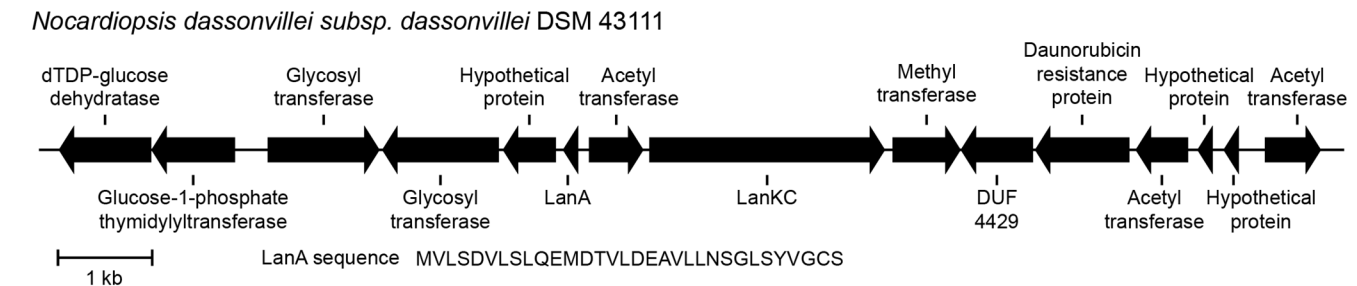 Nocardiopsis dassonvillei subsp. dassonvillei DSM 43111
dTDP-glucose
dehydratase
Glycosyl
transferase
Hypothetical
protein
Acetyl
transferase
Methyl
transferase
Daunorubicin
resistance
protein
Hypothetical
protein
Acetyl
transferase
Glucose-1-phosphate
thymidylyltransferase
Glycosyl
transferase
LanA
LanKC
DUF
4429
Acetyl
transferase
Hypothetical
protein
1 kb
LanA sequence MVLSDVLSLQEMDTVLDEAVLLNSGLSYVGCS